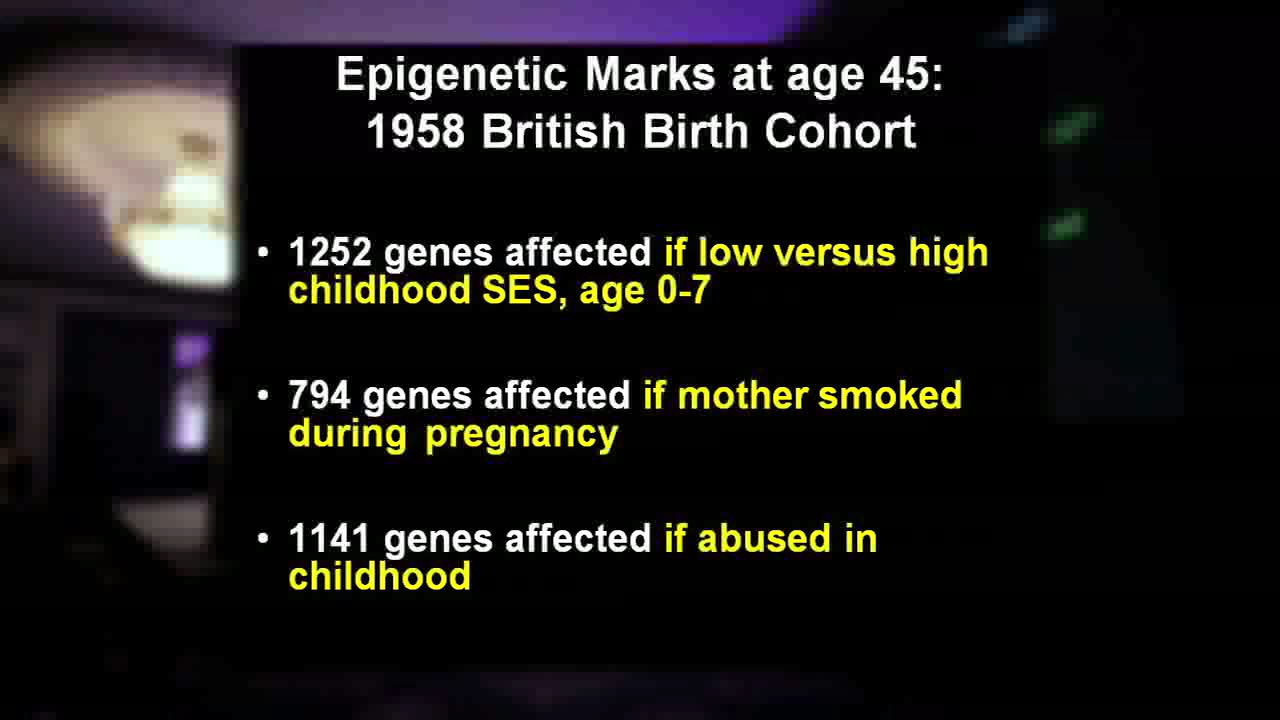 Epigenetic Marks at age 45:
1958 British Birth Cohort
• 1252 genes affected if low versus high
childhood SES, age 0-7
• 794 genes affected if mother smoked
during pregnancy
• 1141 genes affected if abused in
childhood